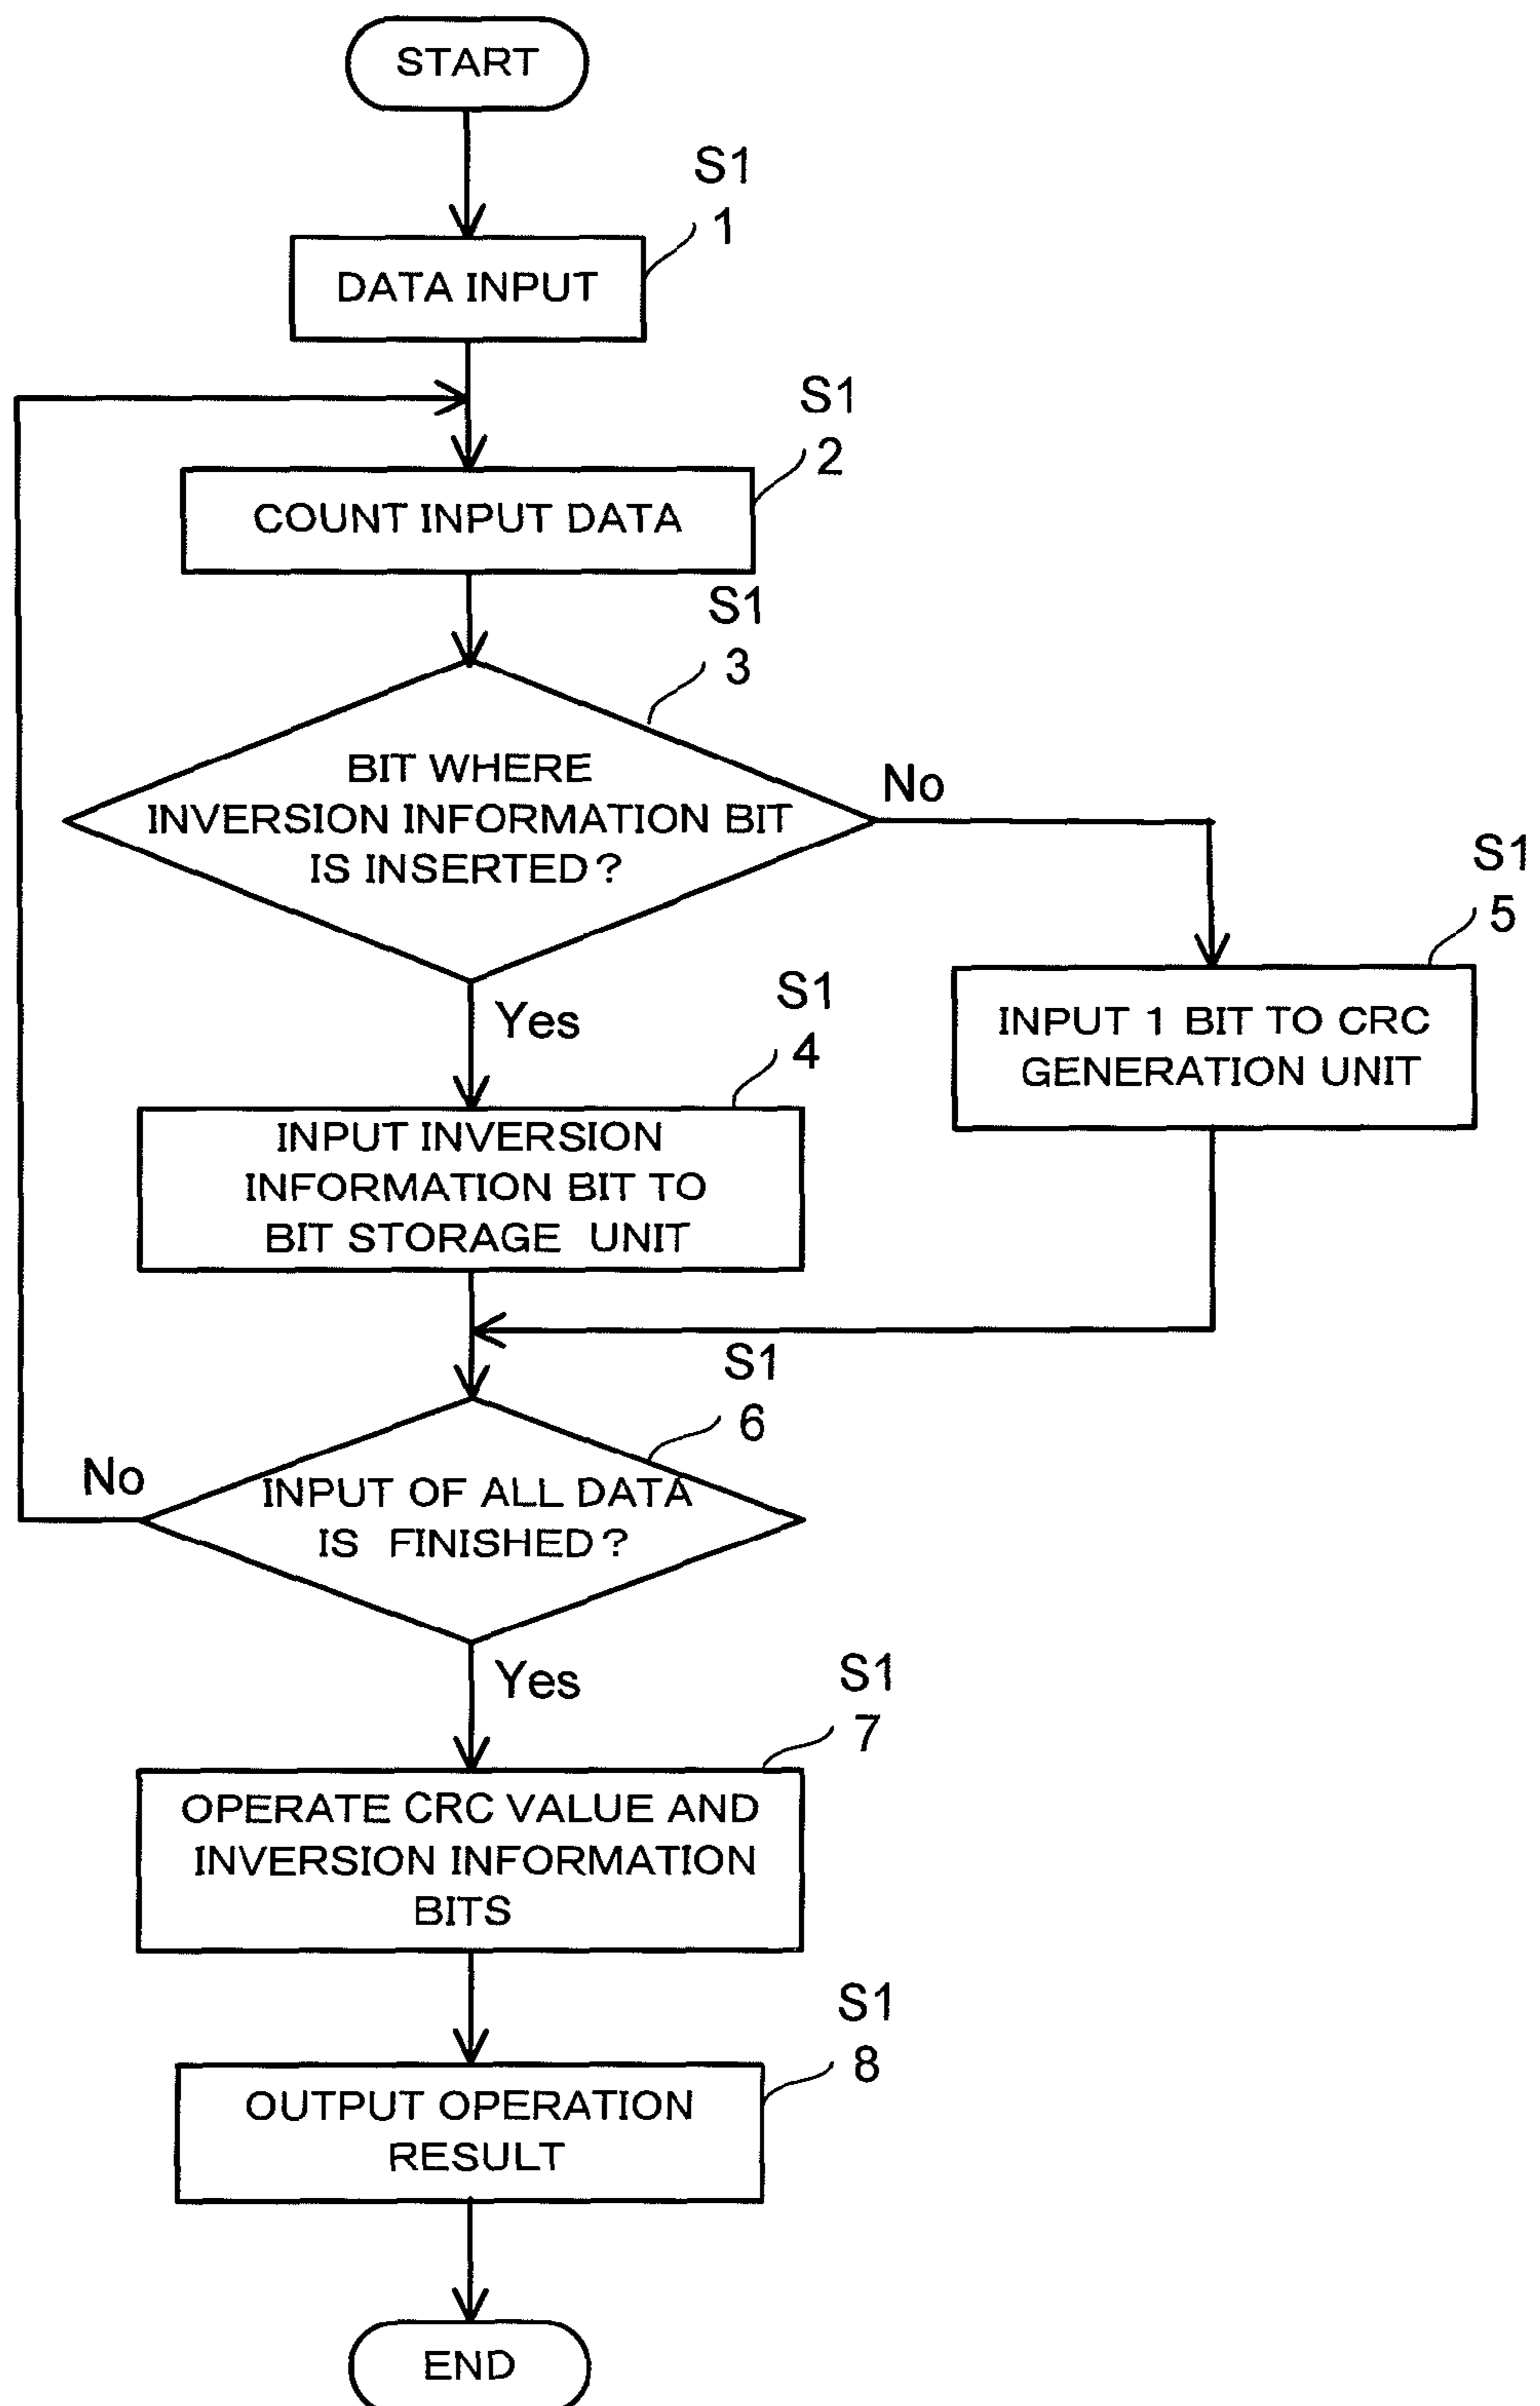 START
S1
1
DATA INPUT
S1
2
COUNT INPUT DATA
S1
3
BIT WHERE
INVERSION INFORMATION BIT
IS INSERTED?
No
S1
5
INPUT 1 BIT TO CRC
GENERATION UNIT
Yes
S1
4
INPUT INVERSION
INFORMATION BIT TO
BIT STORAGE UNIT
S1
6
No
INPUT OF ALL DATA
IS FINISHED?
Yes
S1
7
OPERATE CRC VALUE AND
INVERSION INFORMATION
BITS
S1
8
OUTPUT OPERATION
RESULT
END